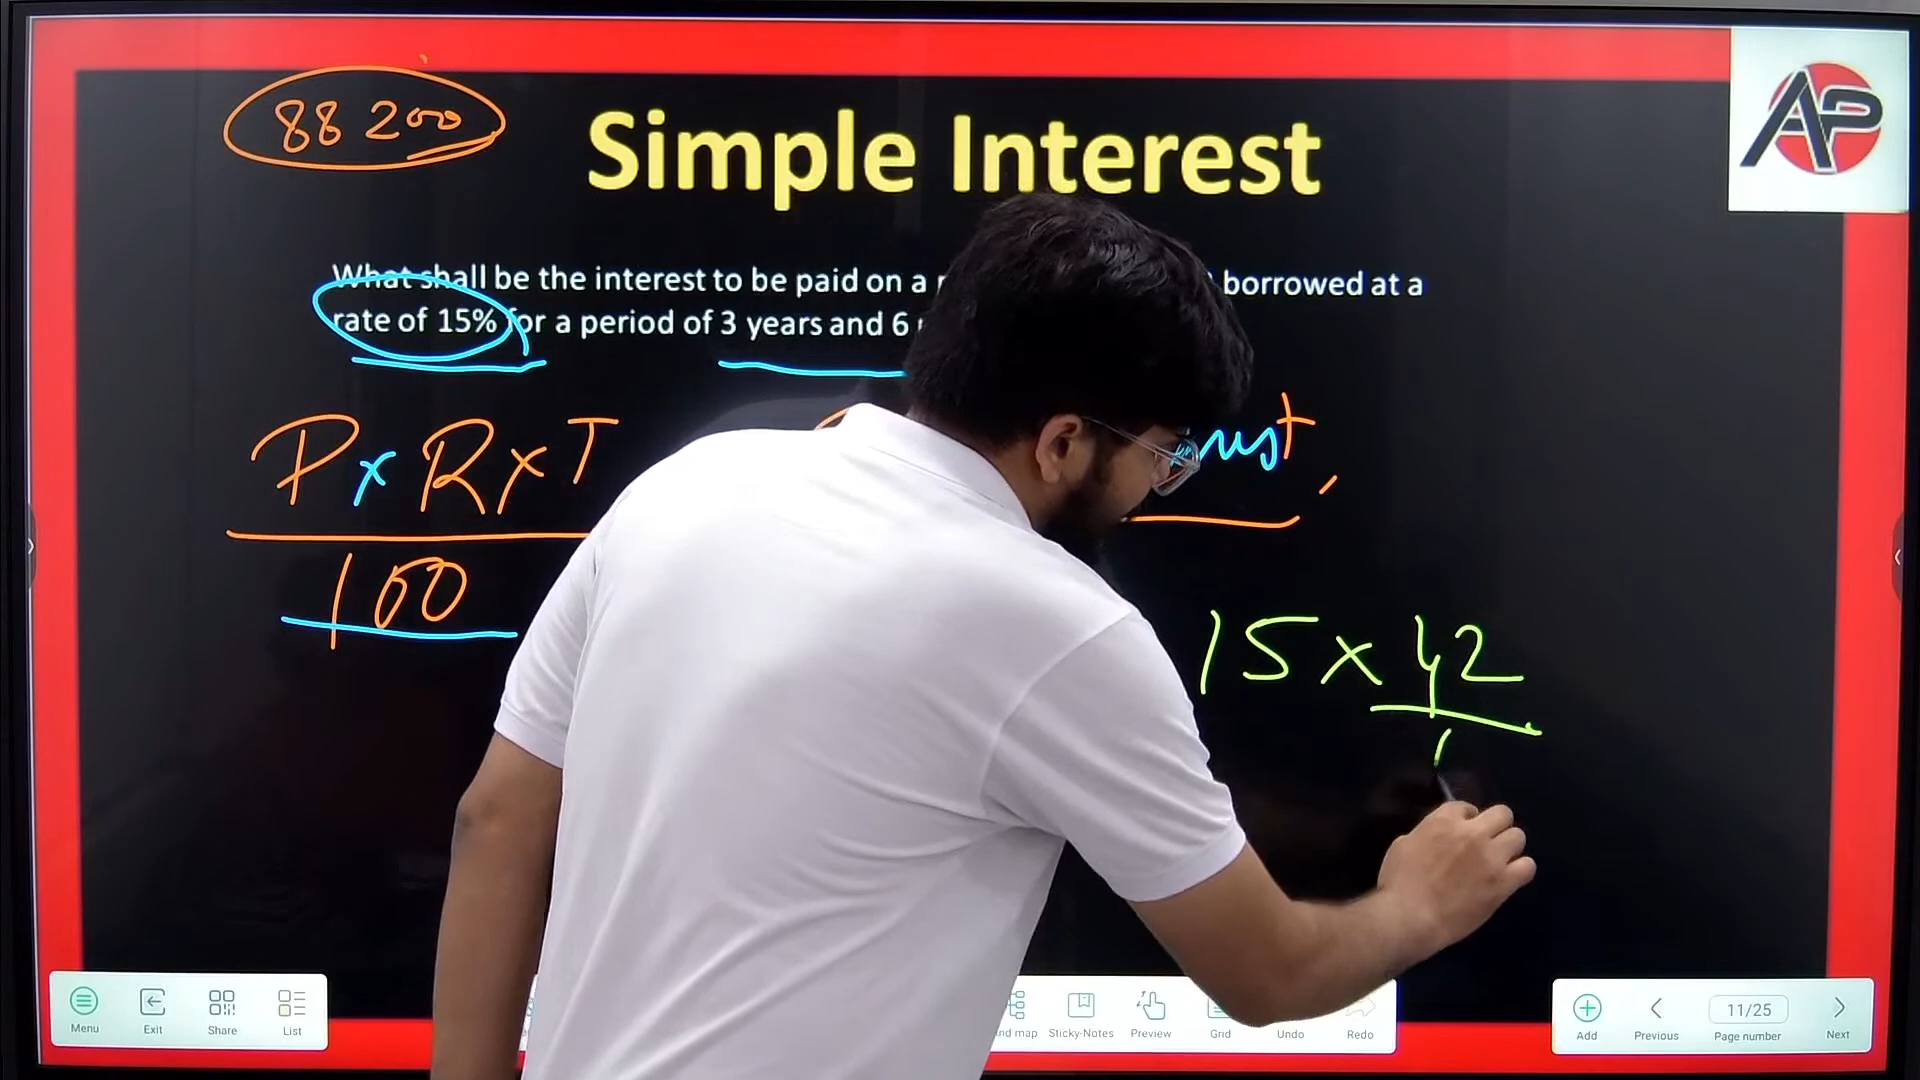 88200
Simple Interest
AP
What shall be the interest to be paid on a borrowed at a
rate of 15% for a period of 3 years and 6
P x R x T
100
15 x 42
Menu Exit Share List
Sticky-Notes Preview Grid Undo Redo
Add Previous 11/25 Page number Next